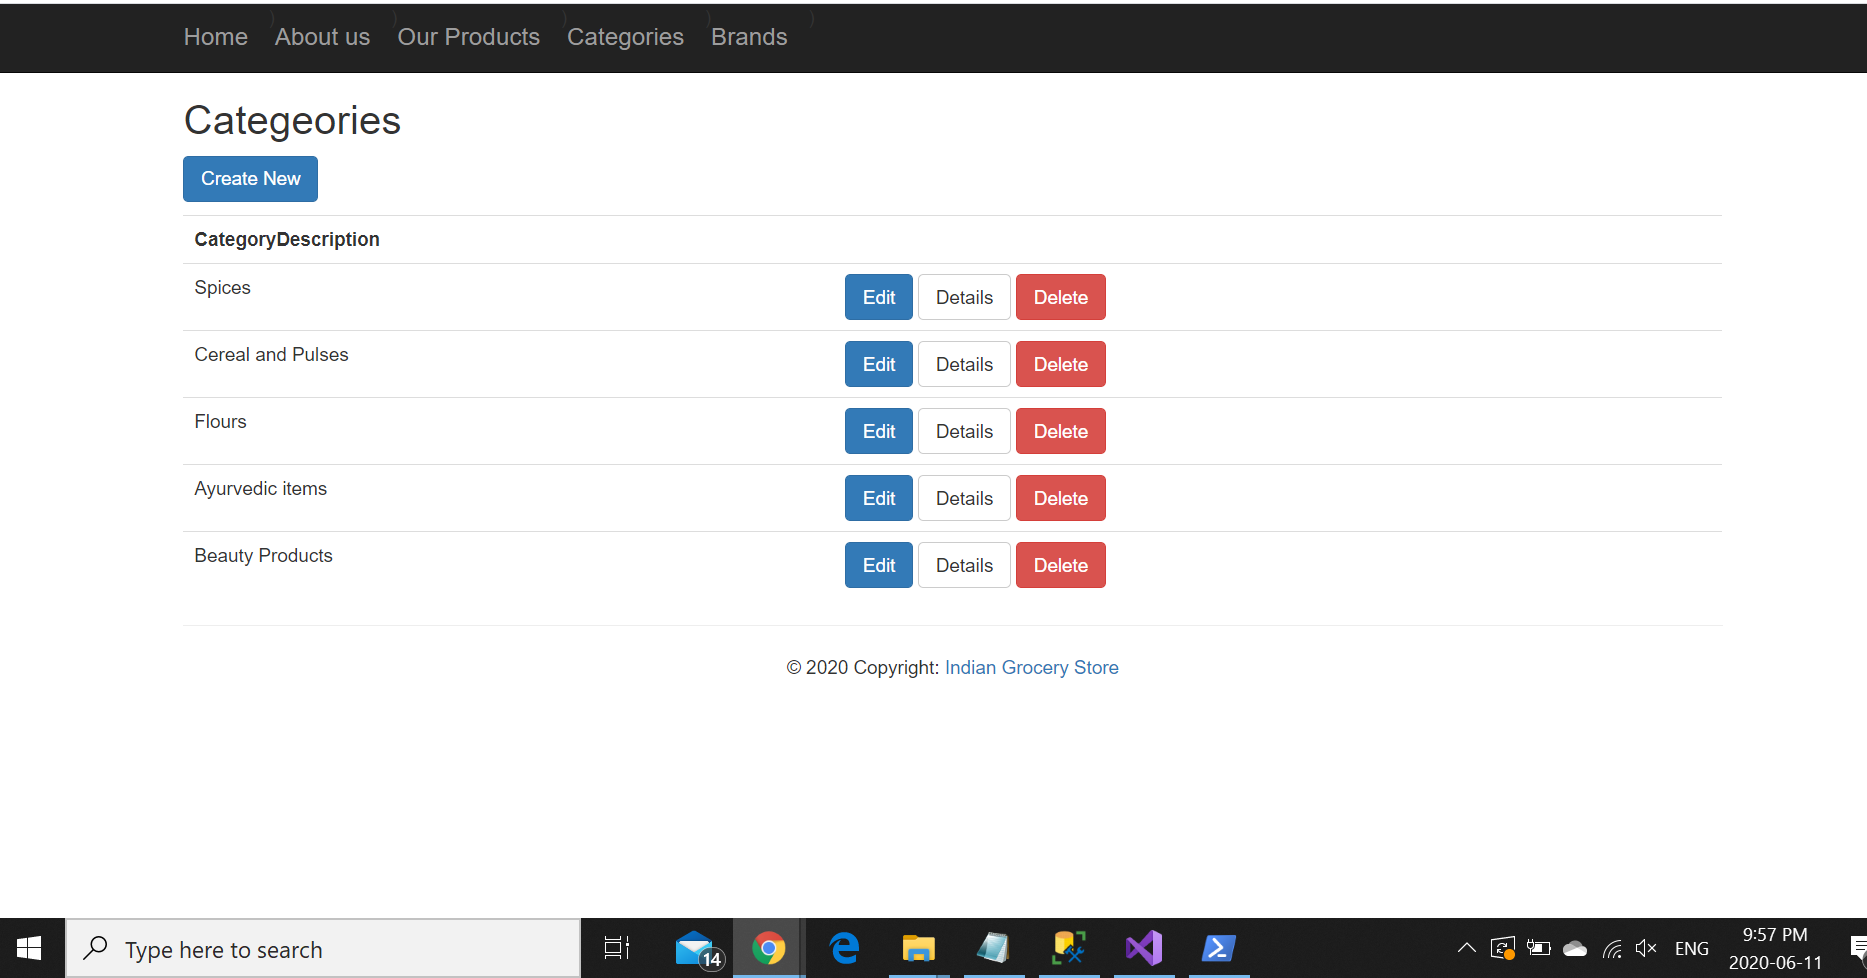 Home ) About us ) Our Products ) Categories ) Brands )
Categeories
Create New
CategoryDescription
Spices Edit Details Delete
Cereal and Pulses Edit Details Delete
Flours Edit Details Delete
Ayurvedic items Edit Details Delete
Beauty Products Edit Details Delete
© 2020 Copyright: Indian Grocery Store
Type here to search 14 ENG 9:57 PM
2020-06-11